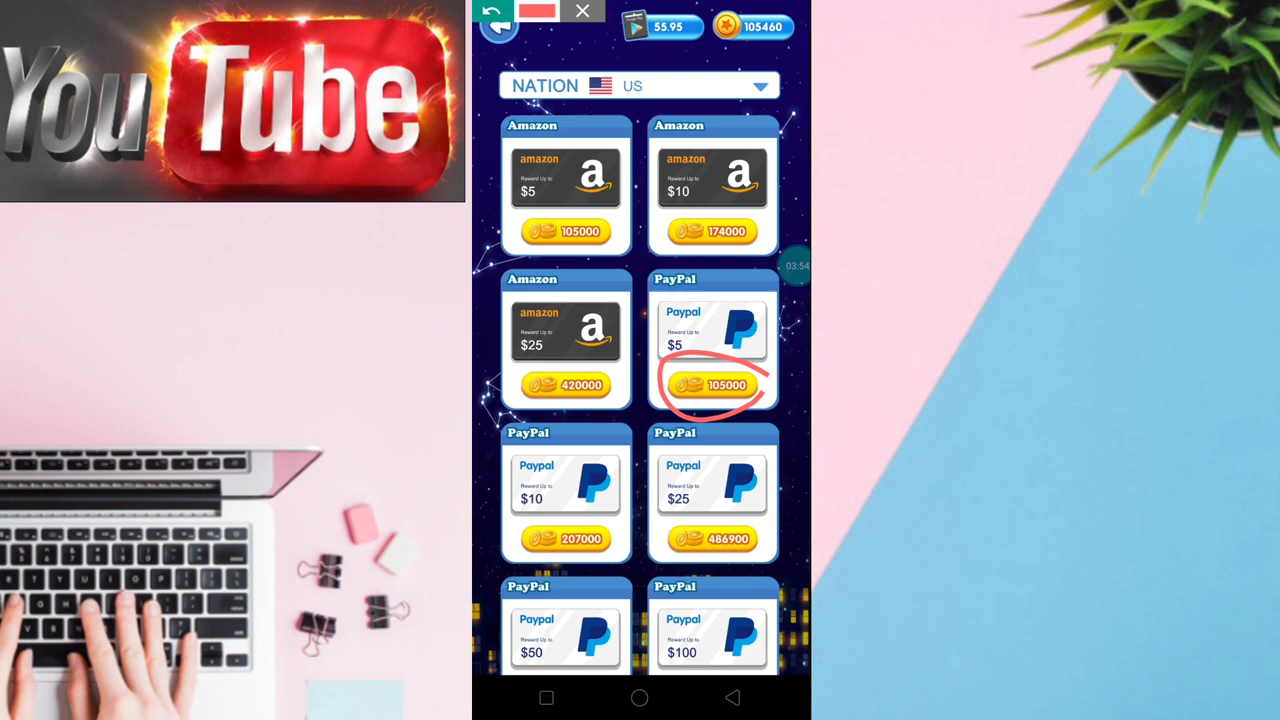 You Tube
55.95
105460
NATION US
Amazon
amazon
Reward Up to
$5
105000
Amazon
amazon
Reward Up to
$10
174000
03:54
Amazon
amazon
Reward Up to
$25
420000
PayPal
Paypal
Reward Up to
$5
105000
PayPal
Paypal
Reward Up to
$10
207000
PayPal
Paypal
Reward Up to
$25
486900
PayPal
Paypal
Reward Up to
$50
PayPal
Paypal
Reward Up to
$100